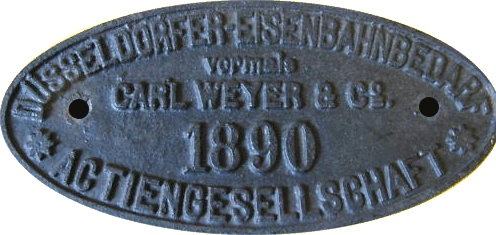 DÜSSELDORFER-EISENBAHNBEDARF
vormals
CARL WEYER & Co.
1890
* ACTIENGESELLSCHAFT *